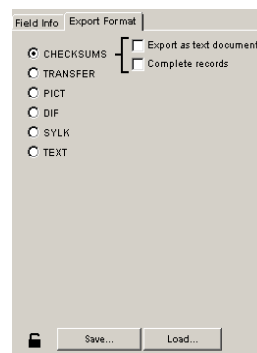 Field Info Export Format
CHECKSUMS Export as text document
Complete records
TRANSFER
PICT
DIF
SYLK
TEXT
Save... Load...